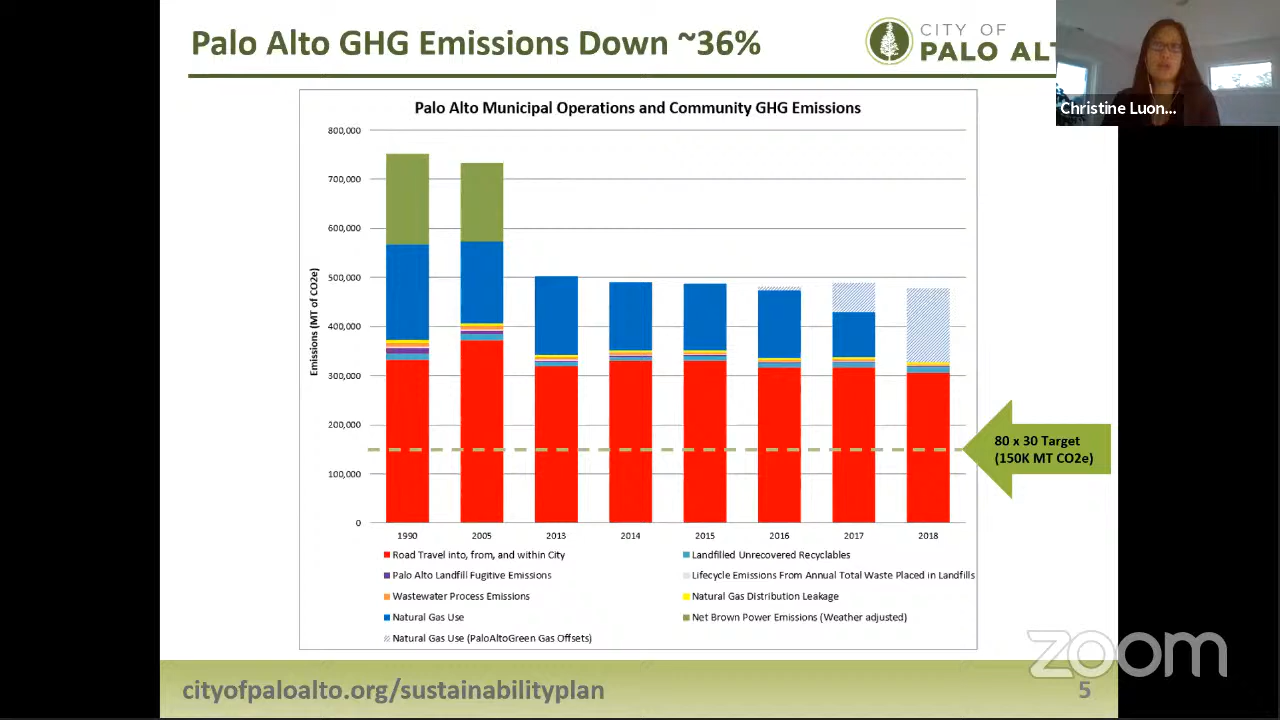 Palo Alto GHG Emissions Down ~36%
CITY OF
PALO ALT
Christine Luon...
Palo Alto Municipal Operations and Community GHG Emissions
Emissions (MT of CO2e)
800,000
700,000
600,000
500,000
400,000
300,000
200,000
100,000
0
1990 2005 2013 2014 2015 2016 2017 2018
80 x 30 Target
(150K MT CO2e)
Road Travel into, from, and within City
Landfilled Unrecovered Recyclables
Palo Alto Landfill Fugitive Emissions
Lifecycle Emissions From Annual Total Waste Placed in Landfills
Wastewater Process Emissions
Natural Gas Distribution Leakage
Natural Gas Use
Net Brown Power Emissions (Weather adjusted)
Natural Gas Use (PaloAltoGreen Gas Offsets)
zoom
cityofpaloalto.org/sustainabilityplan
5